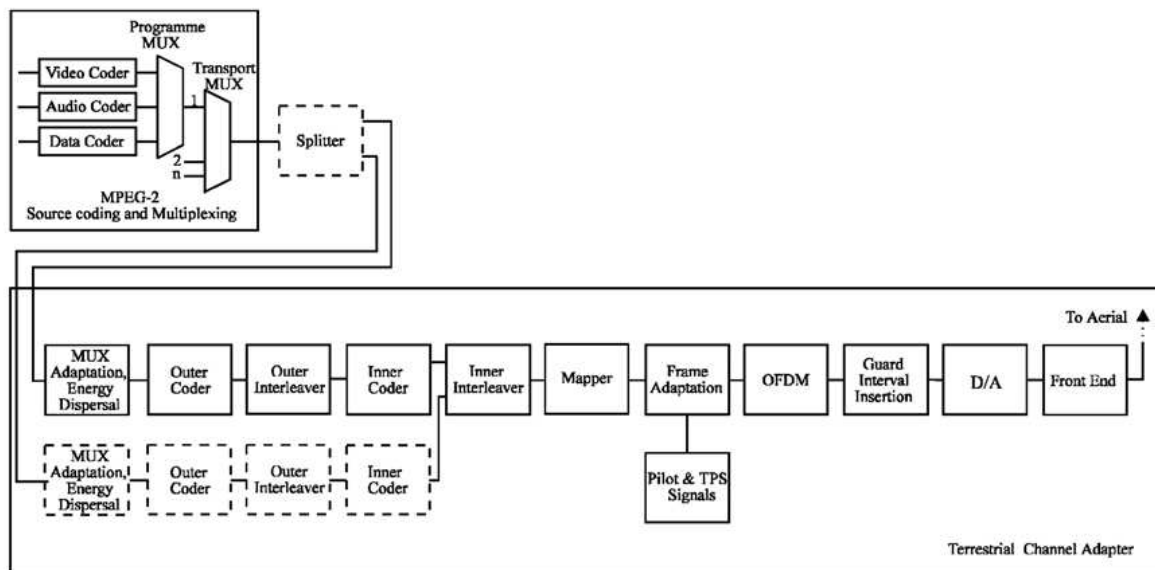 Programme
MUX
Video Coder
Transport
MUX
Audio Coder
1
Data Coder
2
n
MPEG-2
Source coding and Multiplexing
Splitter
To Aerial
MUX
Adaptation,
Energy
Dispersal
Outer
Coder
Outer
Interleaver
Inner
Coder
Inner
Interleaver
Mapper
Frame
Adaptation
OFDM
Guard
Interval
Insertion
D/A
Front End
MUX
Adaptation,
Energy
Dispersal
Outer
Coder
Outer
Interleaver
Inner
Coder
Pilot & TPS
Signals
Terrestrial Channel Adapter